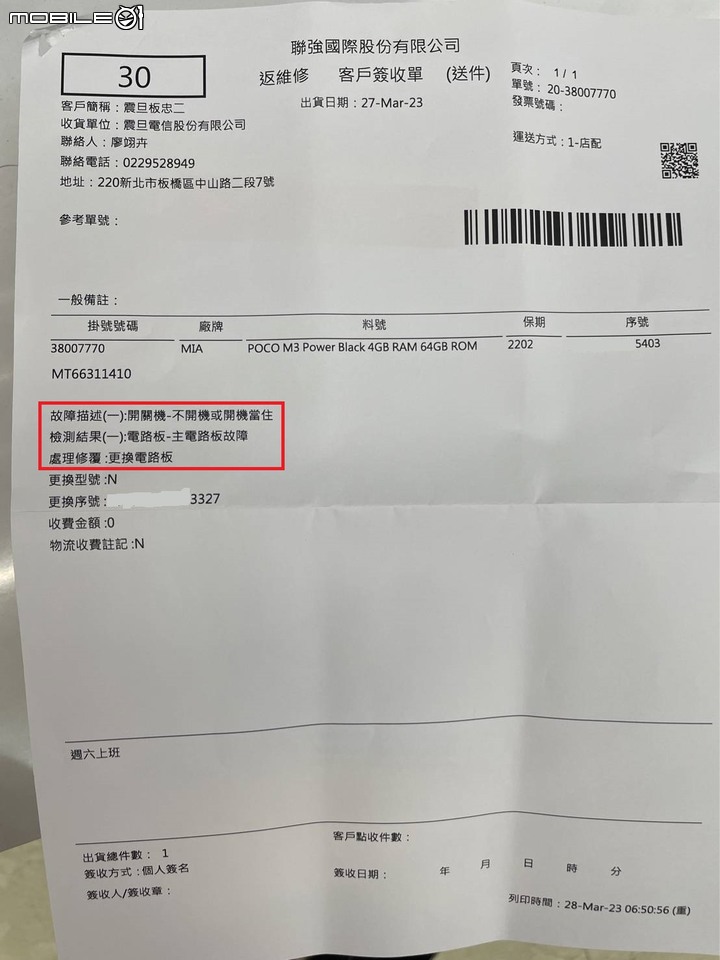 MOBILE01
聯強國際股份有限公司
30
返維修 客戶簽收單 (送件)
頁次： 1 / 1
單號： 20-38007770
出貨日期：27-Mar-23
發票號碼：
客戶簡稱：震旦板忠二
收貨單位：震旦電信股份有限公司
聯絡人：廖翊卉
運送方式：1-店配
聯絡電話：0229528949
地址：220新北市板橋區中山路二段7號
參考單號：
一般備註：
掛號號碼 廠牌 料號 保期 序號
38007770 MIA POCO M3 Power Black 4GB RAM 64GB ROM 2202 5403
MT66311410
故障描述(一):開關機-不開機或開機當住
檢測結果(一):電路板-主電路板故障
處理修覆:更換電路板
更換型號:N
更換序號: 3327
收費金額:0
物流收費註記:N
週六上班
客戶點收件數：
出貨總件數： 1
簽收方式：個人簽名
簽收日期： 年 月 日 時 分
簽收人/簽收章：
列印時間：28-Mar-23 06:50:56 (重)